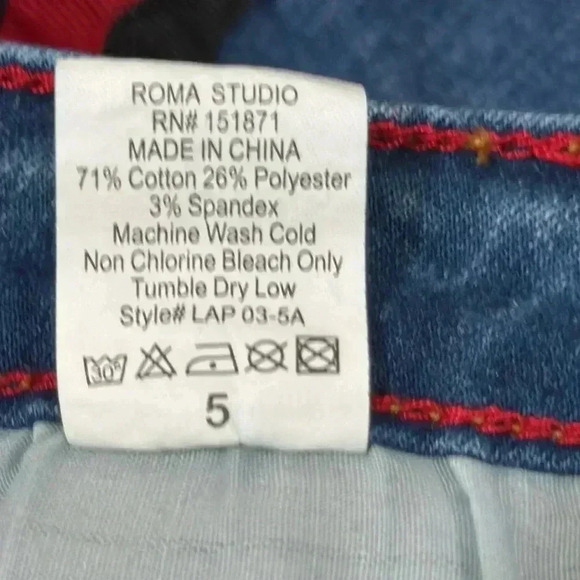 ROMA STUDIO
RN# 151871
MADE IN CHINA
71% Cotton 26% Polyester
3% Spandex
Machine Wash Cold
Non Chlorine Bleach Only
Tumble Dry Low
Style# LAP 03-5A
30°
5